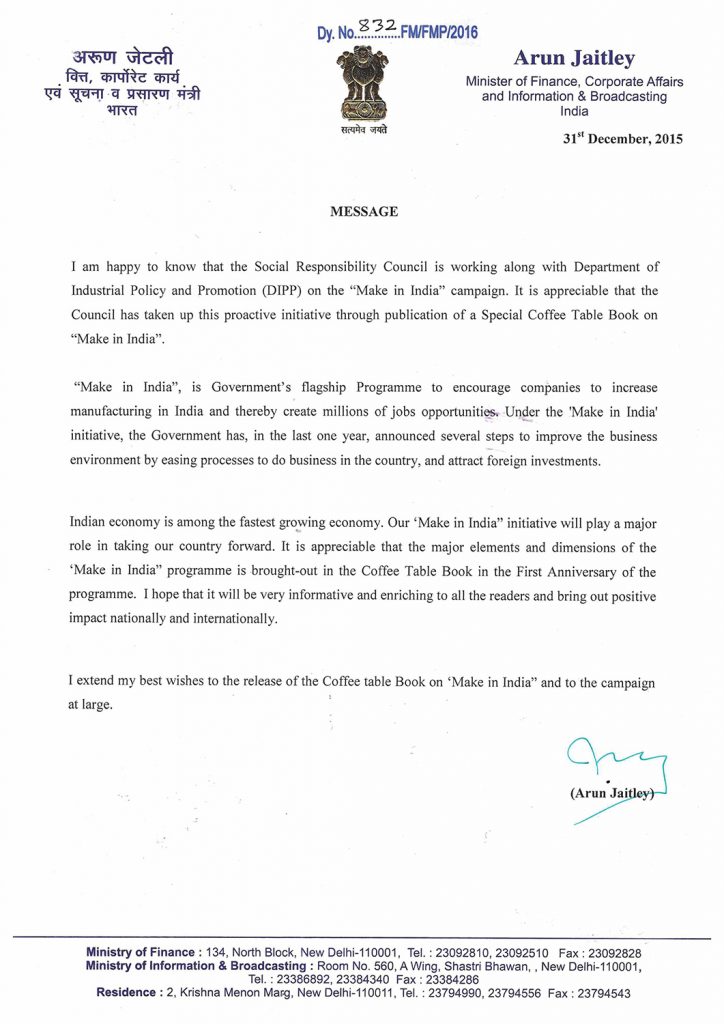 Dy. No. 832 FM/FMP/2016
अरूण जेटली
वित्त, कार्पोरेट कार्य
एवं सूचना व प्रसारण मंत्री
भारत
सत्यमेव जयते
Arun Jaitley
Minister of Finance, Corporate Affairs
and Information & Broadcasting
India
31st December, 2015
MESSAGE
I am happy to know that the Social Responsibility Council is working along with Department of
Industrial Policy and Promotion (DIPP) on the “Make in India” campaign. It is appreciable that the
Council has taken up this proactive initiative through publication of a Special Coffee Table Book on
“Make in India”.
“Make in India”, is Government’s flagship Programme to encourage companies to increase
manufacturing in India and thereby create millions of jobs opportunities. Under the 'Make in India'
initiative, the Government has, in the last one year, announced several steps to improve the business
environment by easing processes to do business in the country, and attract foreign investments.
Indian economy is among the fastest growing economy. Our ‘Make in India” initiative will play a major
role in taking our country forward. It is appreciable that the major elements and dimensions of the
‘Make in India” programme is brought-out in the Coffee Table Book in the First Anniversary of the
programme. I hope that it will be very informative and enriching to all the readers and bring out positive
impact nationally and internationally.
I extend my best wishes to the release of the Coffee table Book on ‘Make in India” and to the campaign
at large.
(Arun Jaitley)
Ministry of Finance : 134, North Block, New Delhi-110001, Tel. : 23092810, 23092510 Fax : 23092828
Ministry of Information & Broadcasting : Room No. 560, A Wing, Shastri Bhawan, , New Delhi-110001,
Tel. : 23386892, 23384340 Fax : 23384286
Residence : 2, Krishna Menon Marg, New Delhi-110011, Tel. : 23794990, 23794556 Fax : 23794543